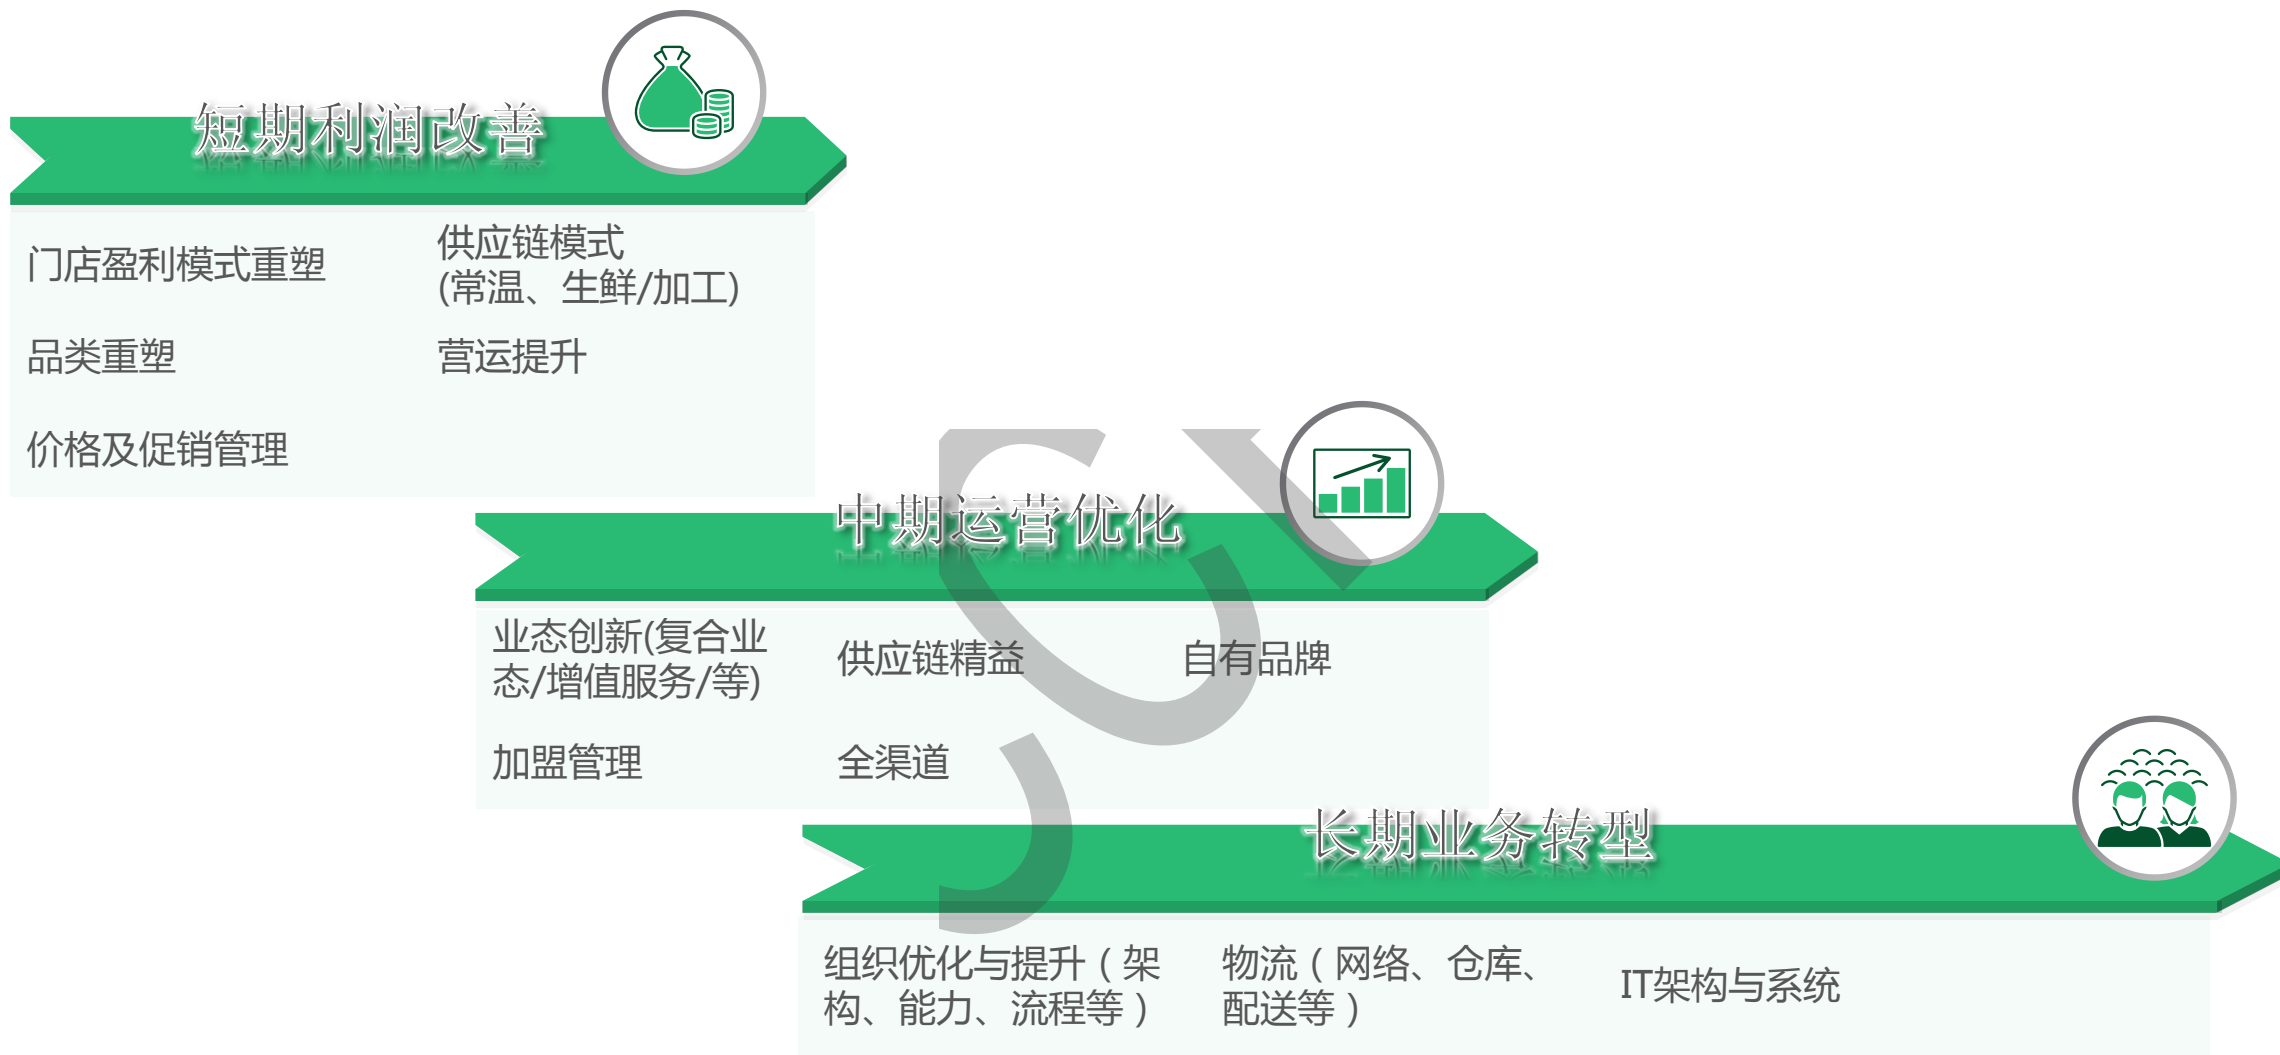 短期利润改善
门店盈利模式重塑
供应链模式
(常温、生鲜/加工)
品类重塑
营运提升
价格及促销管理
中期运营优化
业态创新(复合业
态/增值服务/等)
供应链精益
自有品牌
加盟管理
全渠道
长期业务转型
组织优化与提升（架
构、能力、流程等）
物流（网络、仓库、
配送等）
IT架构与系统